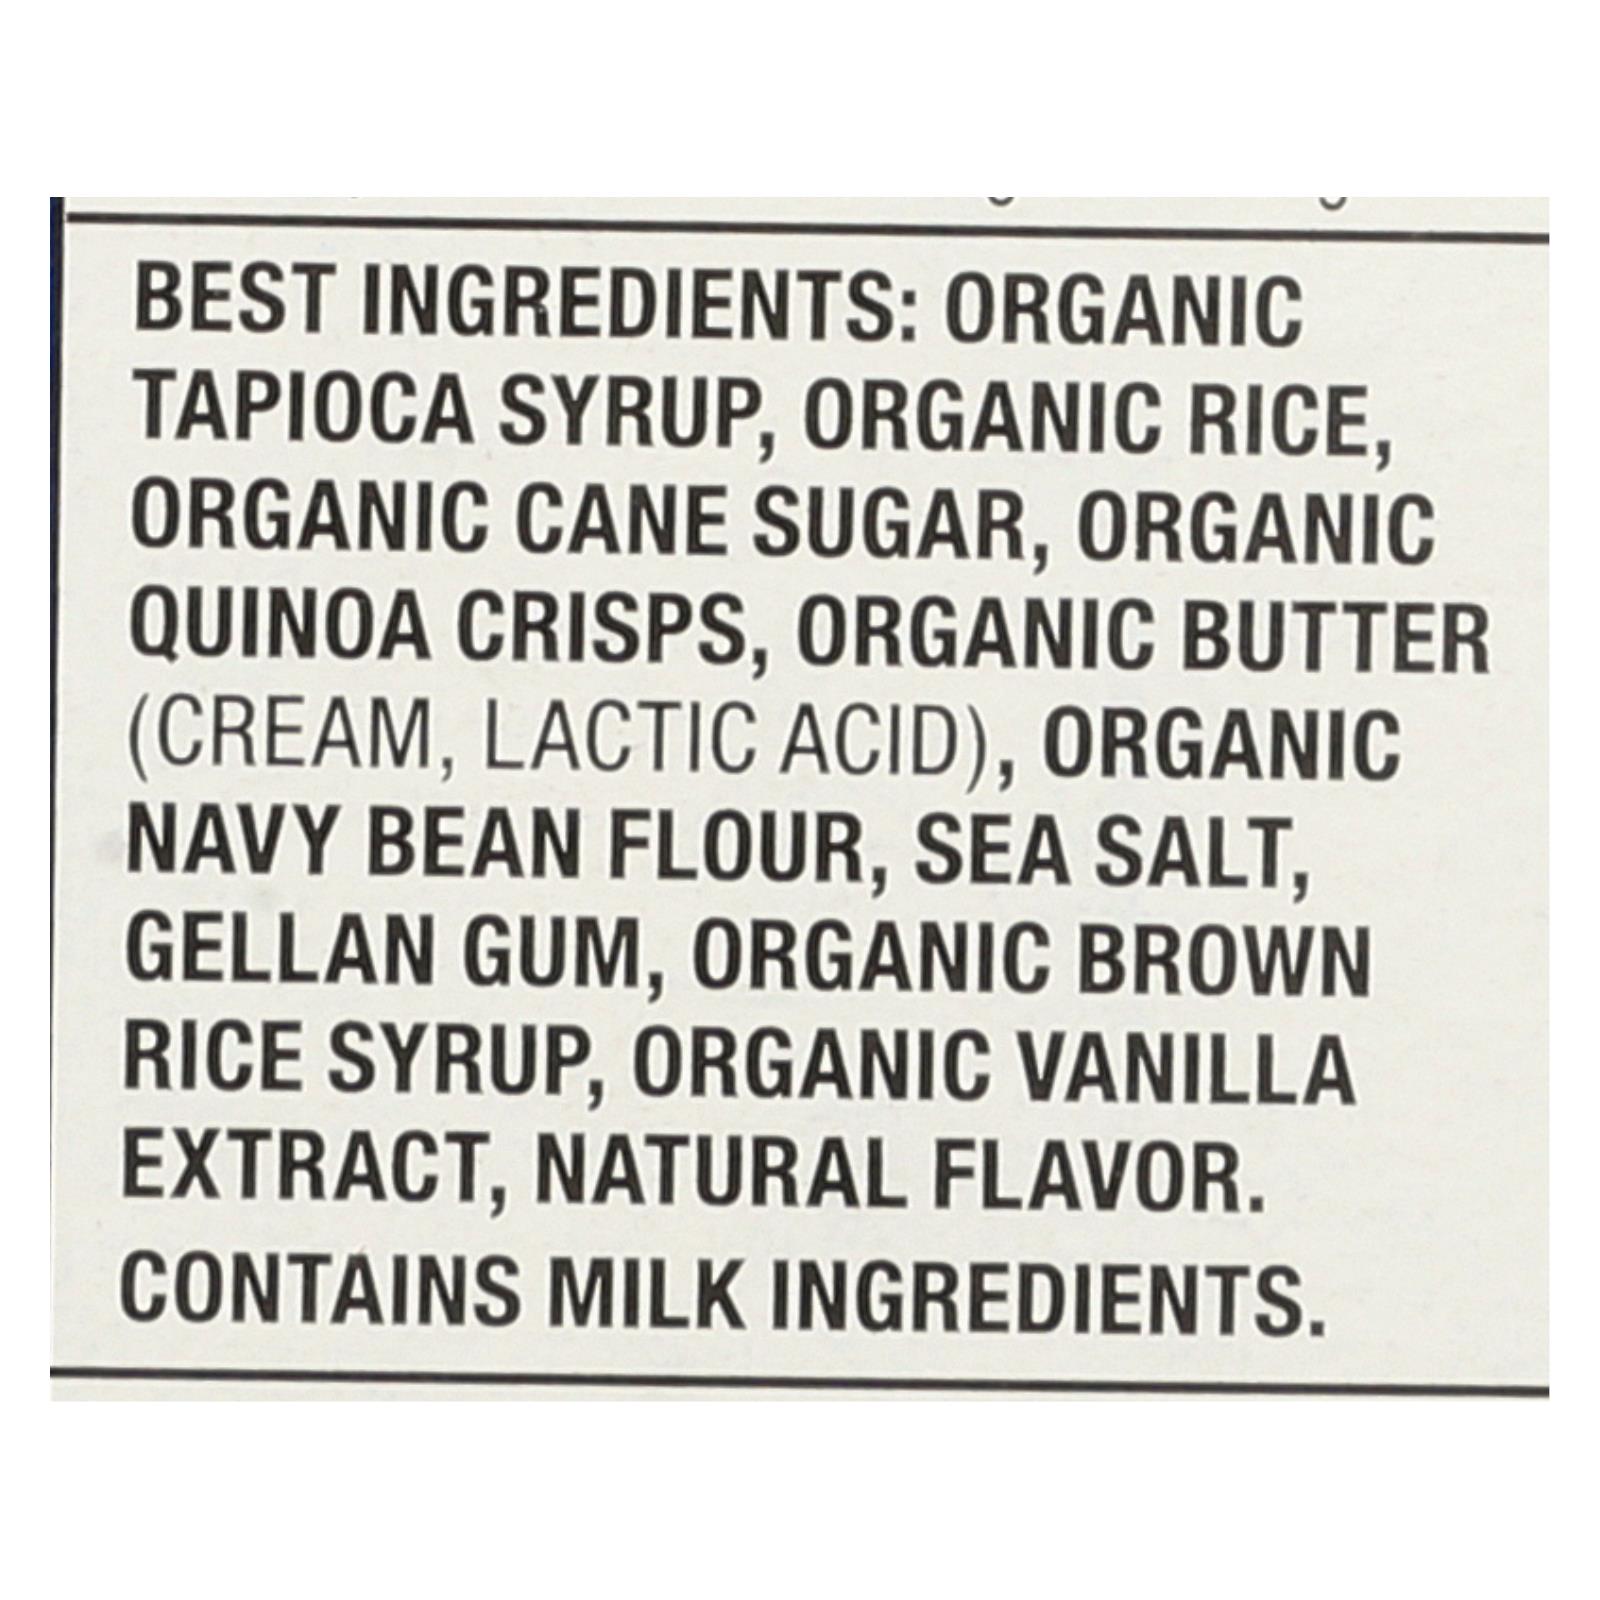 BEST INGREDIENTS: ORGANIC
TAPIOCA SYRUP, ORGANIC RICE,
ORGANIC CANE SUGAR, ORGANIC
QUINOA CRISPS, ORGANIC BUTTER
(CREAM, LACTIC ACID), ORGANIC
NAVY BEAN FLOUR, SEA SALT,
GELLAN GUM, ORGANIC BROWN
RICE SYRUP, ORGANIC VANILLA
EXTRACT, NATURAL FLAVOR.
CONTAINS MILK INGREDIENTS.